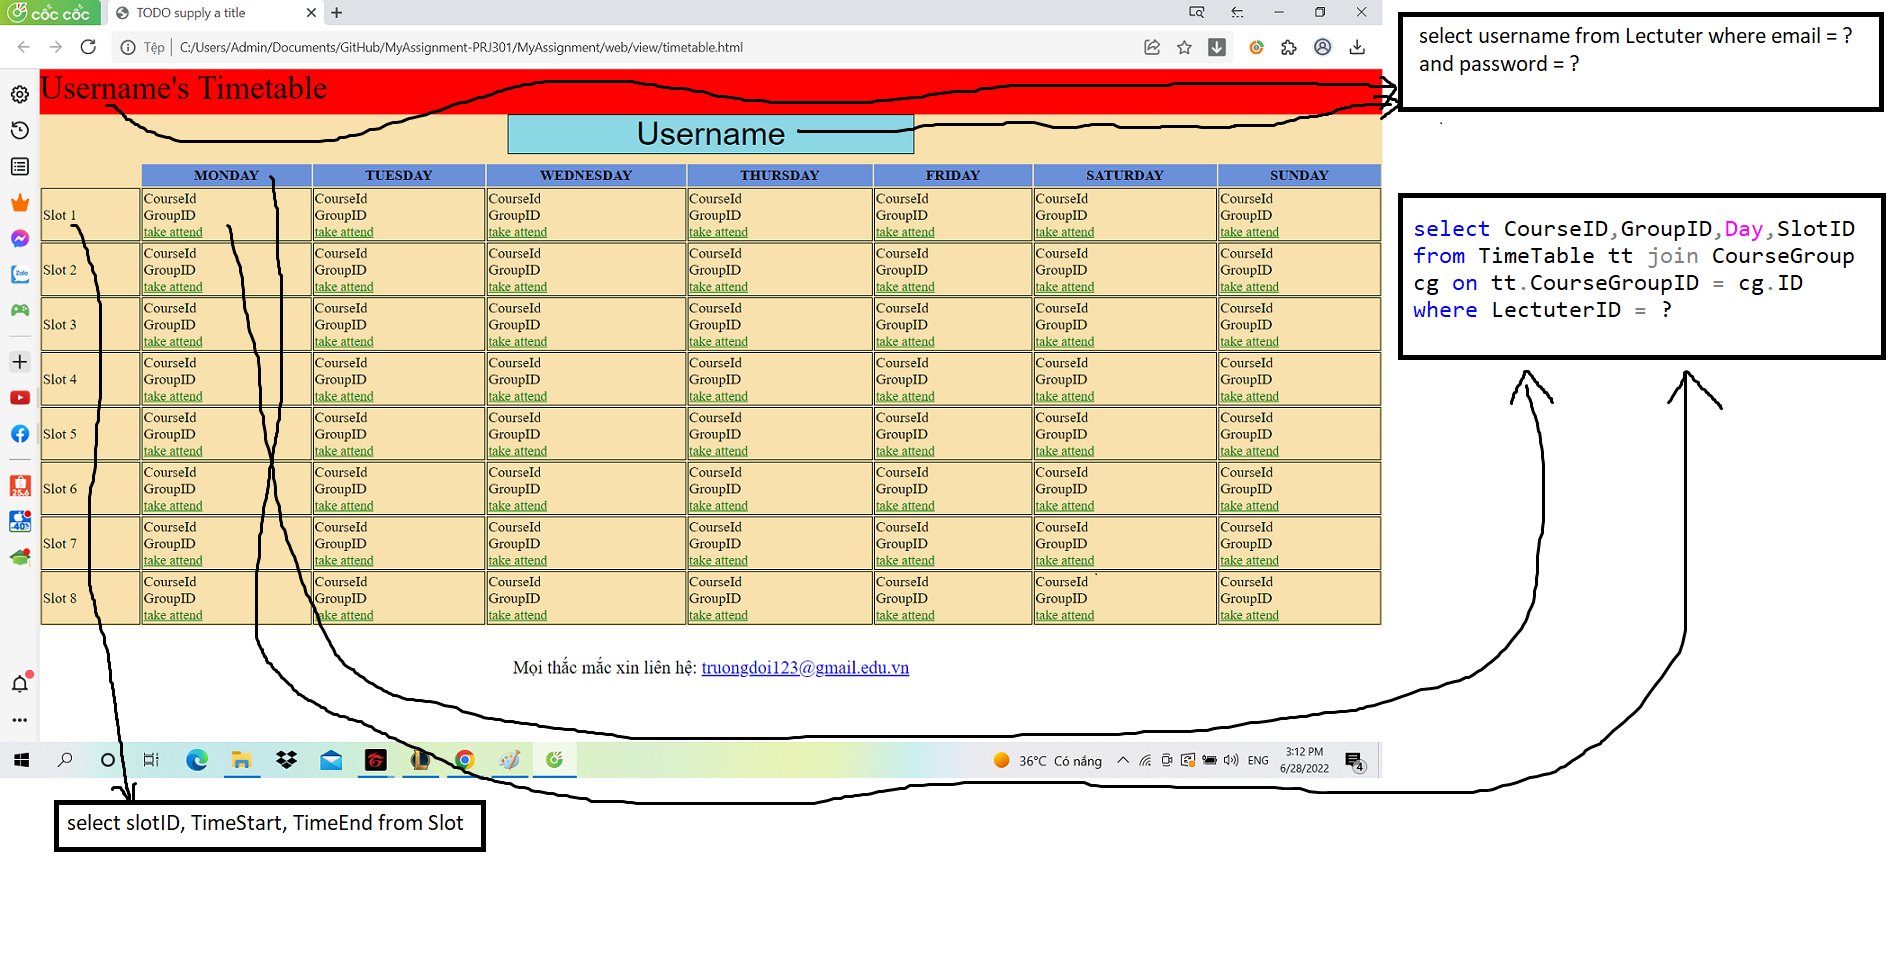 cốc cốc
TODO supply a title
Tệp
C:/Users/Admin/Documents/GitHub/MyAssignment-PRJ301/MyAssignment/web/view/timetable.html
select username from Lectuter where email = ?
and password = ?
Username's Timetable
Username
MONDAY TUESDAY WEDNESDAY THURSDAY FRIDAY SATURDAY SUNDAY
CourseId CourseId CourseId CourseId CourseId CourseId CourseId
Slot 1 GroupID GroupID GroupID GroupID GroupID GroupID GroupID
take attend take attend take attend take attend take attend take attend take attend
CourseId CourseId CourseId CourseId CourseId CourseId CourseId
Slot 2 GroupID GroupID GroupID GroupID GroupID GroupID GroupID
take attend take attend take attend take attend take attend take attend take attend
CourseId CourseId CourseId CourseId CourseId CourseId CourseId
Slot 3 GroupID GroupID GroupID GroupID GroupID GroupID GroupID
take attend take attend take attend take attend take attend take attend take attend
CourseId CourseId CourseId CourseId CourseId CourseId CourseId
Slot 4 GroupID GroupID GroupID GroupID GroupID GroupID GroupID
take attend take attend take attend take attend take attend take attend take attend
CourseId CourseId CourseId CourseId CourseId CourseId CourseId
Slot 5 GroupID GroupID GroupID GroupID GroupID GroupID GroupID
take attend take attend take attend take attend take attend take attend take attend
CourseId CourseId CourseId CourseId CourseId CourseId CourseId
Slot 6 GroupID GroupID GroupID GroupID GroupID GroupID GroupID
take attend take attend take attend take attend take attend take attend take attend
CourseId CourseId CourseId CourseId CourseId CourseId CourseId
Slot 7 GroupID GroupID GroupID GroupID GroupID GroupID GroupID
take attend take attend take attend take attend take attend take attend take attend
CourseId CourseId CourseId CourseId CourseId CourseId CourseId
Slot 8 GroupID GroupID GroupID GroupID GroupID GroupID GroupID
take attend take attend take attend take attend take attend take attend take attend
select CourseID,GroupID,Day,SlotID
from TimeTable tt join CourseGroup
cg on tt.CourseGroupID = cg.ID
where LectuterID = ?
Zalo
25.6
-40%
Mọi thắc mắc xin liên hệ: truongdoi123@gmail.edu.vn
36°C Có nắng
ENG
3:12 PM
6/28/2022
4
select slotID, TimeStart, TimeEnd from Slot